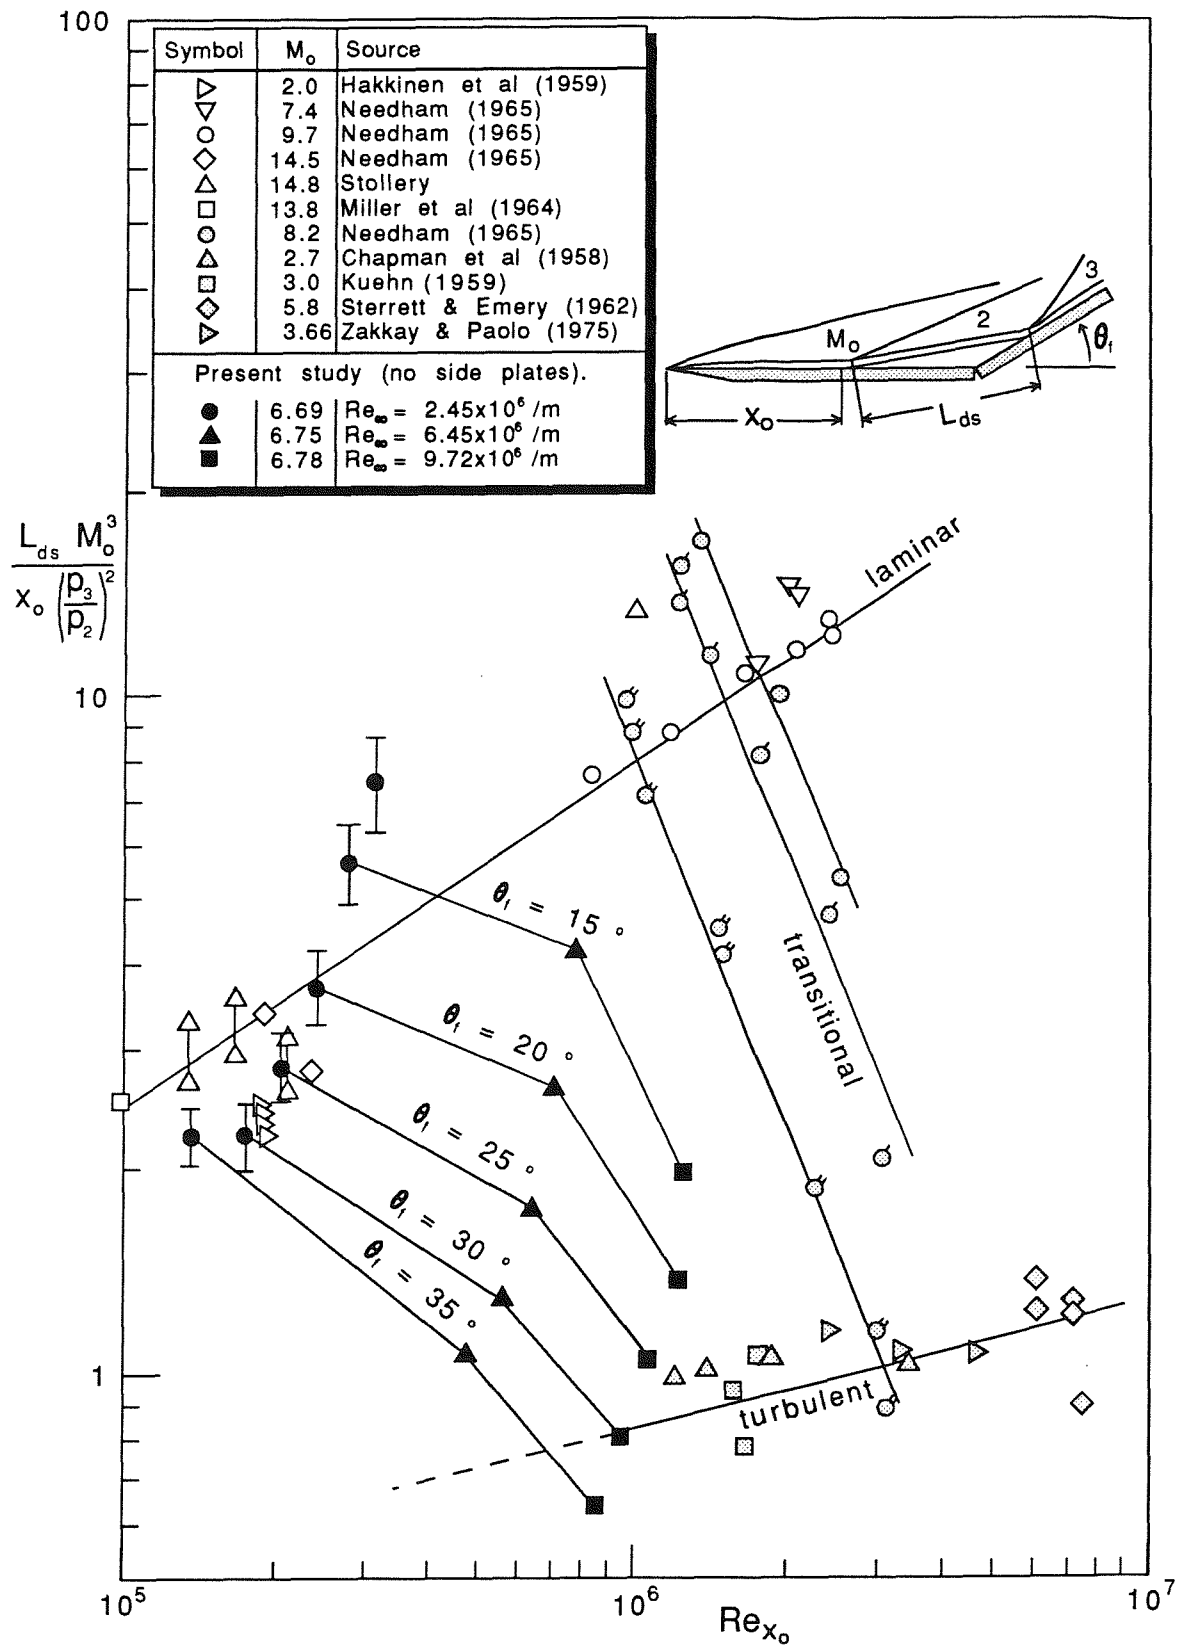 100
Symbol M₀ Source
2.0 Hakkinen et al (1959)
7.4 Needham (1965)
9.7 Needham (1965)
14.5 Needham (1965)
14.8 Stollery
13.8 Miller et al (1964)
8.2 Needham (1965)
2.7 Chapman et al (1958)
3.0 Kuehn (1959)
5.8 Sterrett & Emery (1962)
3.66 Zakkay & Paolo (1975)
Present study (no side plates).
6.69 Re∞ = 2.45x10⁶ /m
6.75 Re∞ = 6.45x10⁶ /m
6.78 Re∞ = 9.72x10⁶ /m
3
2
M₀
θf
X₀
Lds
Lds M₀³
x₀ (p₃/p₂)²
laminar
10
θf = 15 °
transitional
θf = 20 °
θf = 25 °
θf = 30 °
θf = 35 °
1
turbulent
10⁵ 10⁶ 10⁷
Rex₀